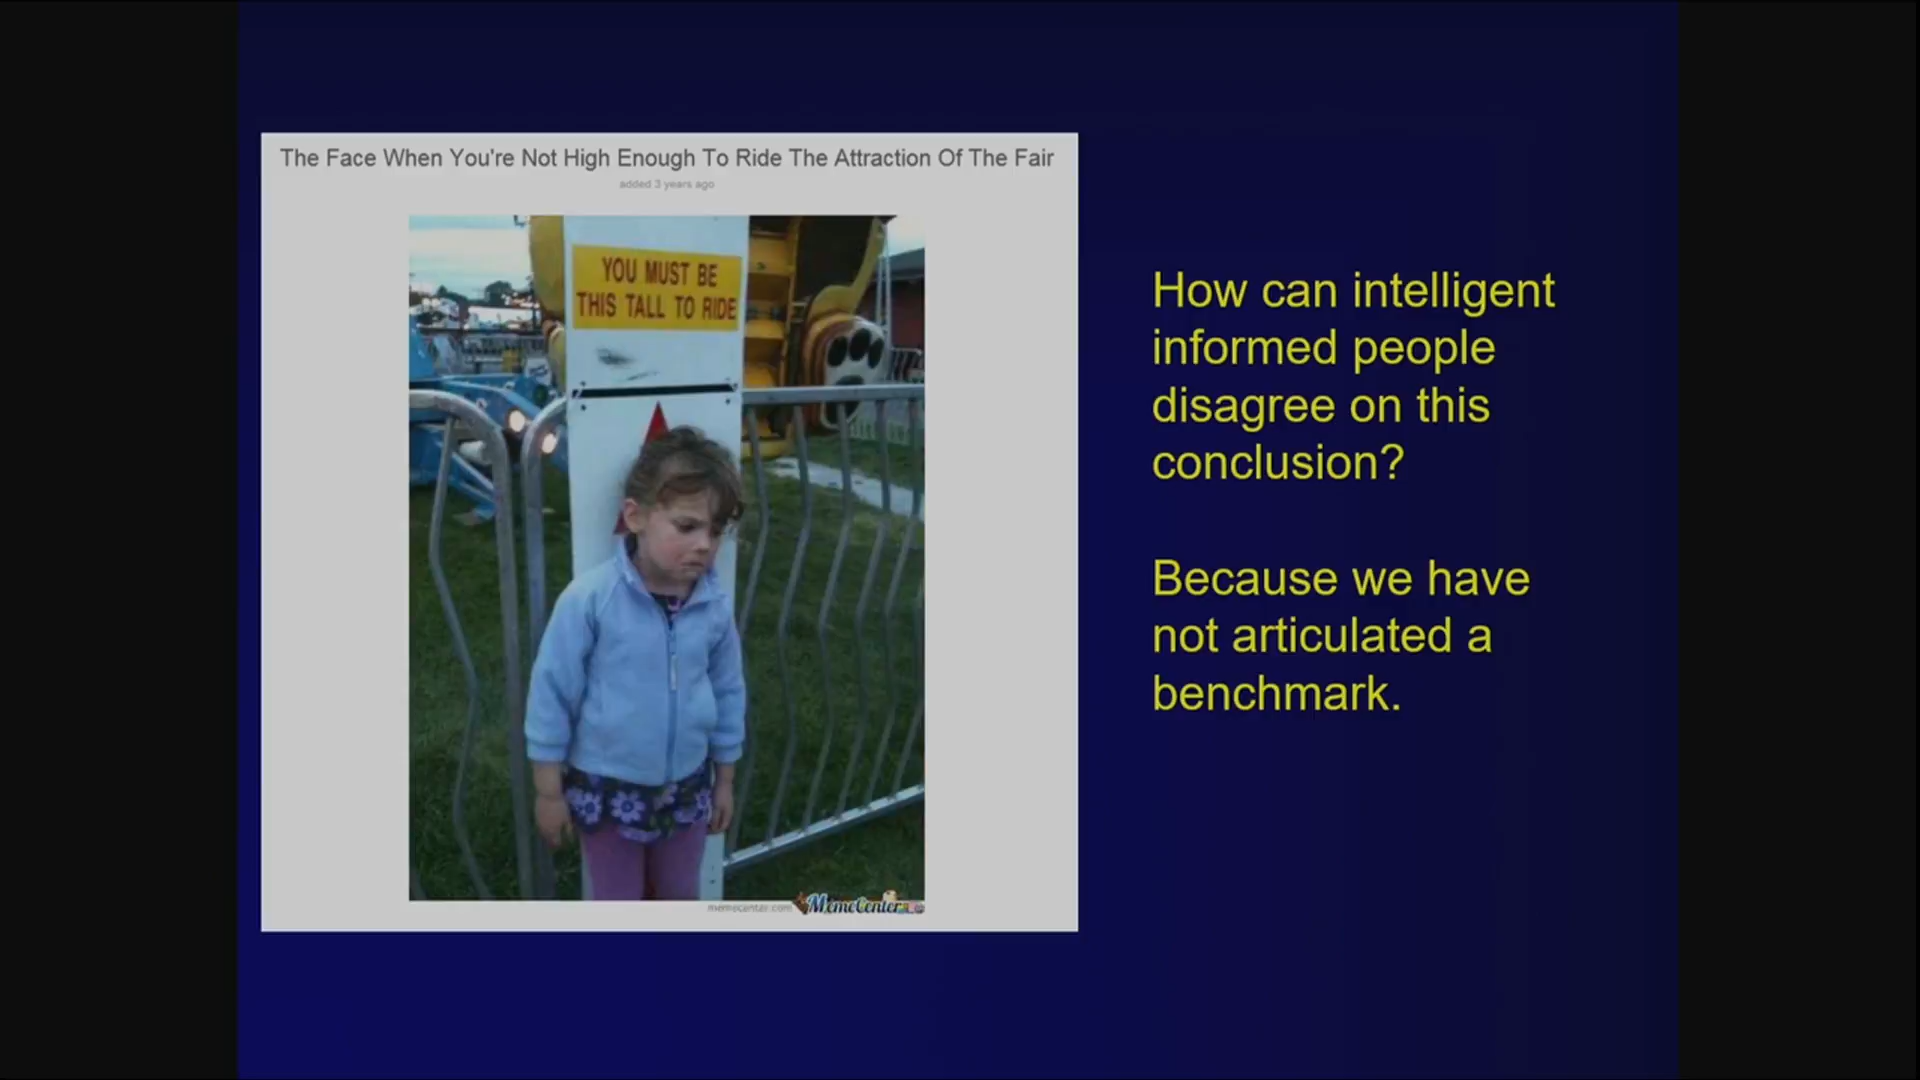 The Face When You're Not High Enough To Ride The Attraction Of The Fair
added 3 years ago
YOU MUST BE
THIS TALL TO RIDE
memecenter.com MemeCenter
How can intelligent
informed people
disagree on this
conclusion?
Because we have
not articulated a
benchmark.